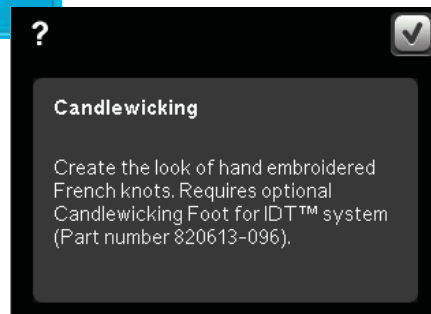 ?
Candlewicking
Create the look of hand embroidered
French knots. Requires optional
Candlewicking Foot for IDT™ system
(Part number 820613-096).